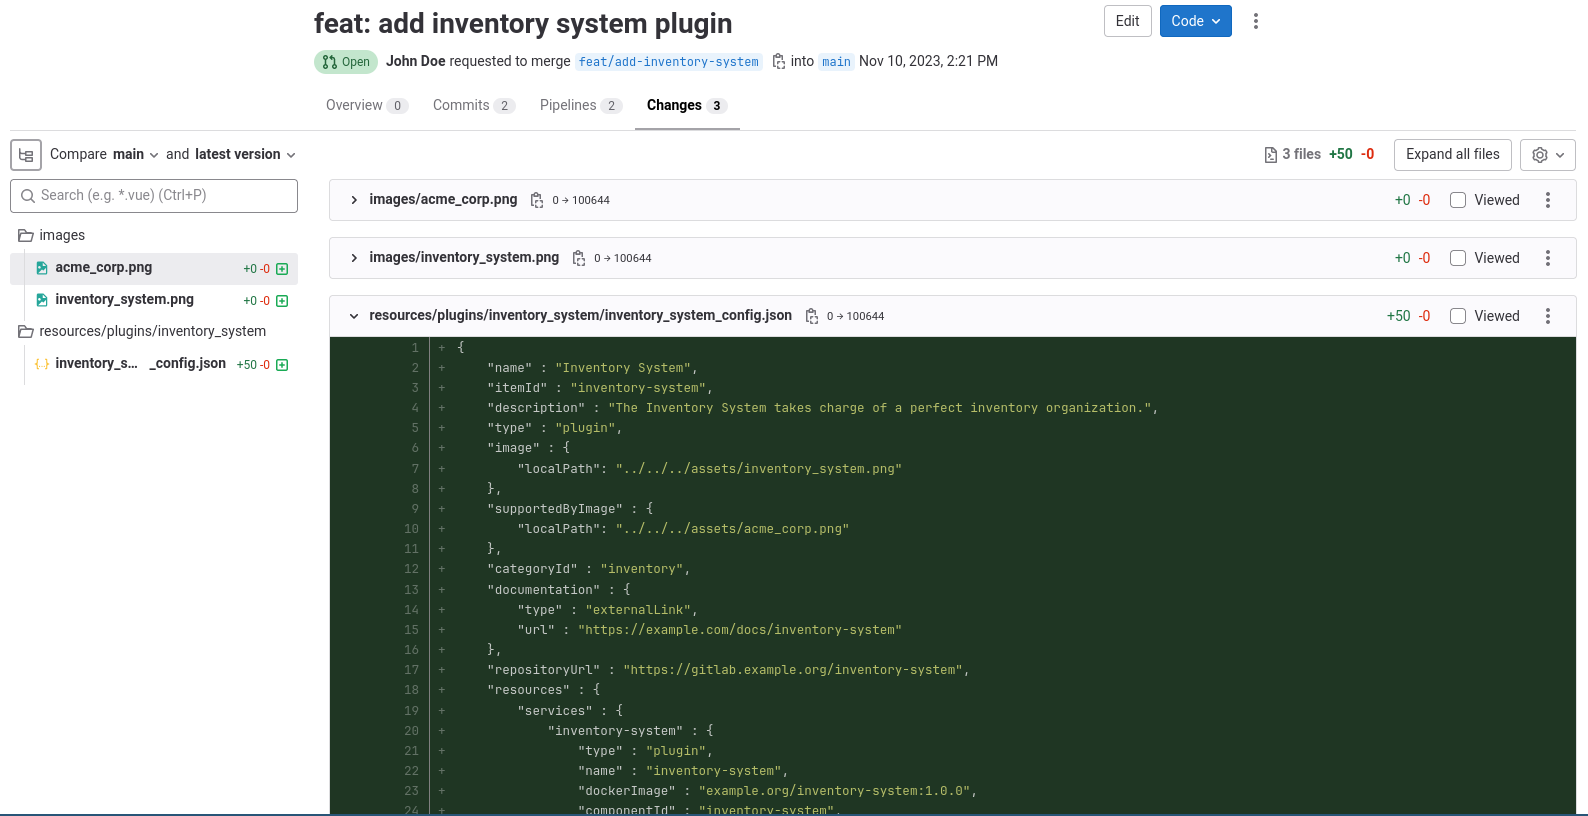 feat: add inventory system plugin
Edit
Code
Open John Doe requested to merge feat/add-inventory-system into main Nov 10, 2023, 2:21 PM
Overview 0 Commits 2 Pipelines 2 Changes 3
Compare main and latest version
3 files +50 -0 Expand all files
Search (e.g. *.vue) (Ctrl+P)
images
acme_corp.png +0 -0
inventory_system.png +0 -0
resources/plugins/inventory_system
inventory_s... _config.json +50 -0
images/acme_corp.png 0 → 100644 +0 -0 Viewed
images/inventory_system.png 0 → 100644 +0 -0 Viewed
resources/plugins/inventory_system/inventory_system_config.json 0 → 100644 +50 -0 Viewed
1 + {
2 + "name" : "Inventory System",
3 + "itemId" : "inventory-system",
4 + "description" : "The Inventory System takes charge of a perfect inventory organization.",
5 + "type" : "plugin",
6 + "image" : {
7 + "localPath": "../../../assets/inventory_system.png"
8 + },
9 + "supportedByImage" : {
10 + "localPath": "../../../assets/acme_corp.png"
11 + },
12 + "categoryId" : "inventory",
13 + "documentation" : {
14 + "type" : "externalLink",
15 + "url" : "https://example.com/docs/inventory-system"
16 + },
17 + "repositoryUrl" : "https://gitlab.example.org/inventory-system",
18 + "resources" : {
19 + "services" : {
20 + "inventory-system" : {
21 + "type" : "plugin",
22 + "name" : "inventory-system",
23 + "dockerImage" : "example.org/inventory-system:1.0.0",
24 + "componentId" : "inventory-system",